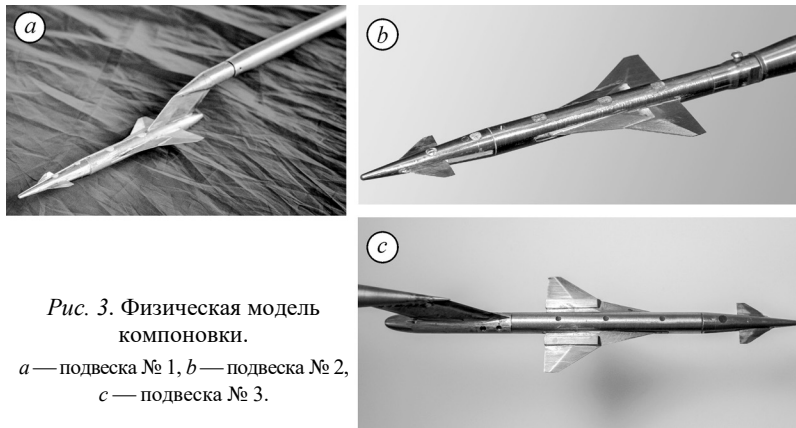 a
b
c
Рис. 3. Физическая модель
компоновки.
a — подвеска № 1, b — подвеска № 2,
c — подвеска № 3.